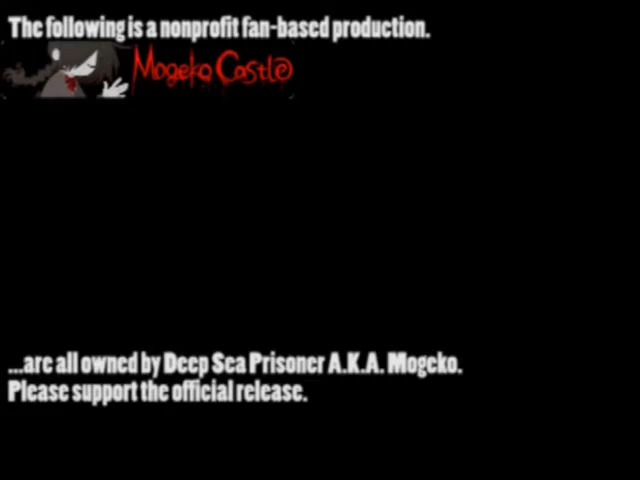 The following is a nonprofit fan-based production.
Mogeko Castle
...are all owned by Deep Sea Prisoner A.K.A. Mogeko.
Please support the official release.